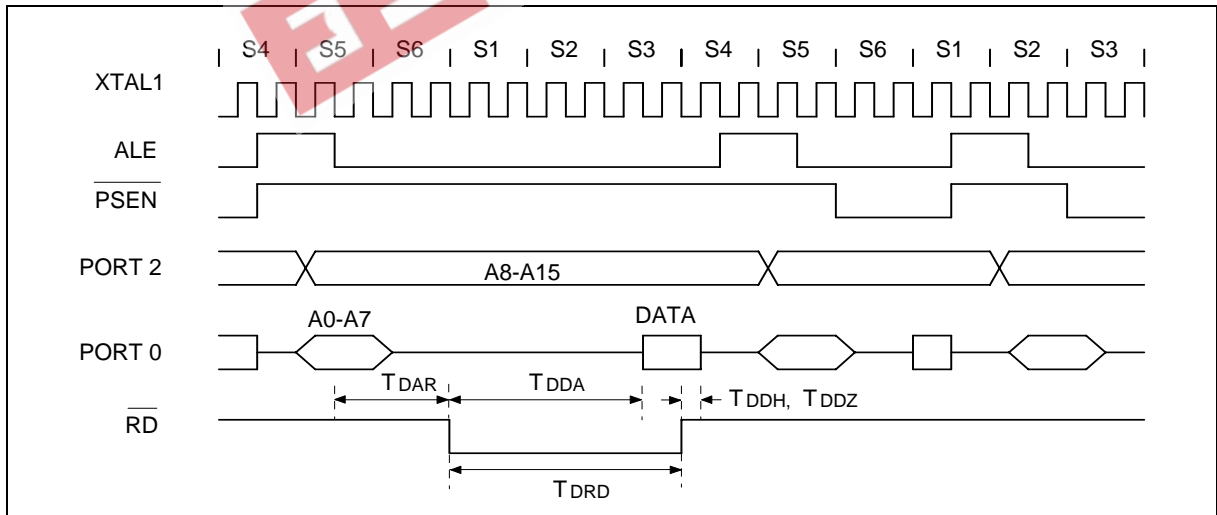 S4 S5 S6 S1 S2 S3 S4 S5 S6 S1 S2 S3
XTAL1
ALE
PSEN
PORT 2
A8-A15
A0-A7
DATA
PORT 0
TDAR
TDDA
TDDH, TDDZ
RD
TDRD